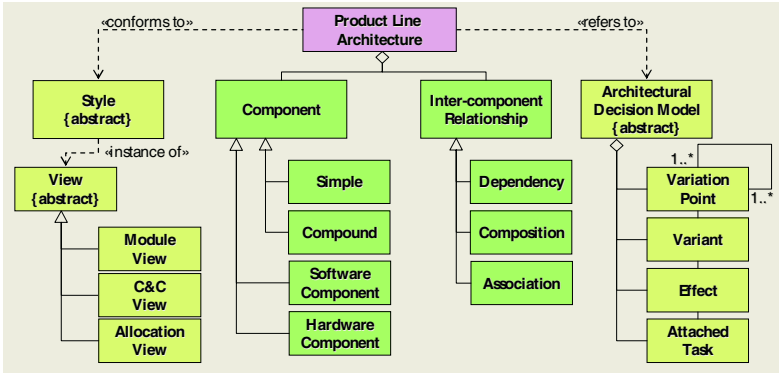 «conforms to»
Product Line
Architecture
«refers to»
Style
{abstract}
Component
Inter-component
Relationship
Architectural
Decision Model
{abstract}
«instance of»
View
{abstract}
Module
View
C&C
View
Allocation
View
Simple
Compound
Software
Component
Hardware
Component
Dependency
Composition
Association
1..*
Variation
Point
1..*
Variant
Effect
Attached
Task